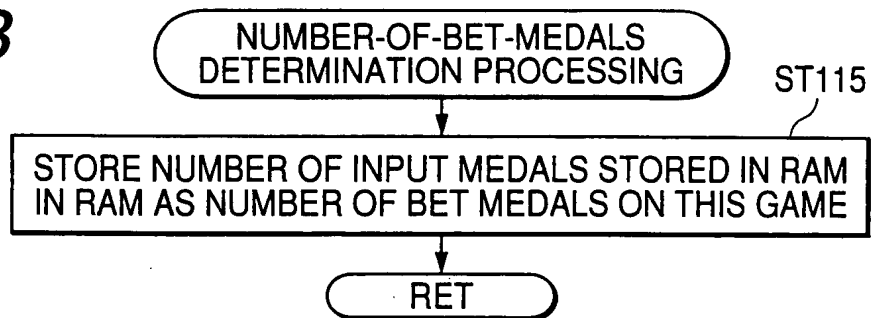 NUMBER-OF-BET-MEDALS
DETERMINATION PROCESSING
ST115
STORE NUMBER OF INPUT MEDALS STORED IN RAM
IN RAM AS NUMBER OF BET MEDALS ON THIS GAME
RET